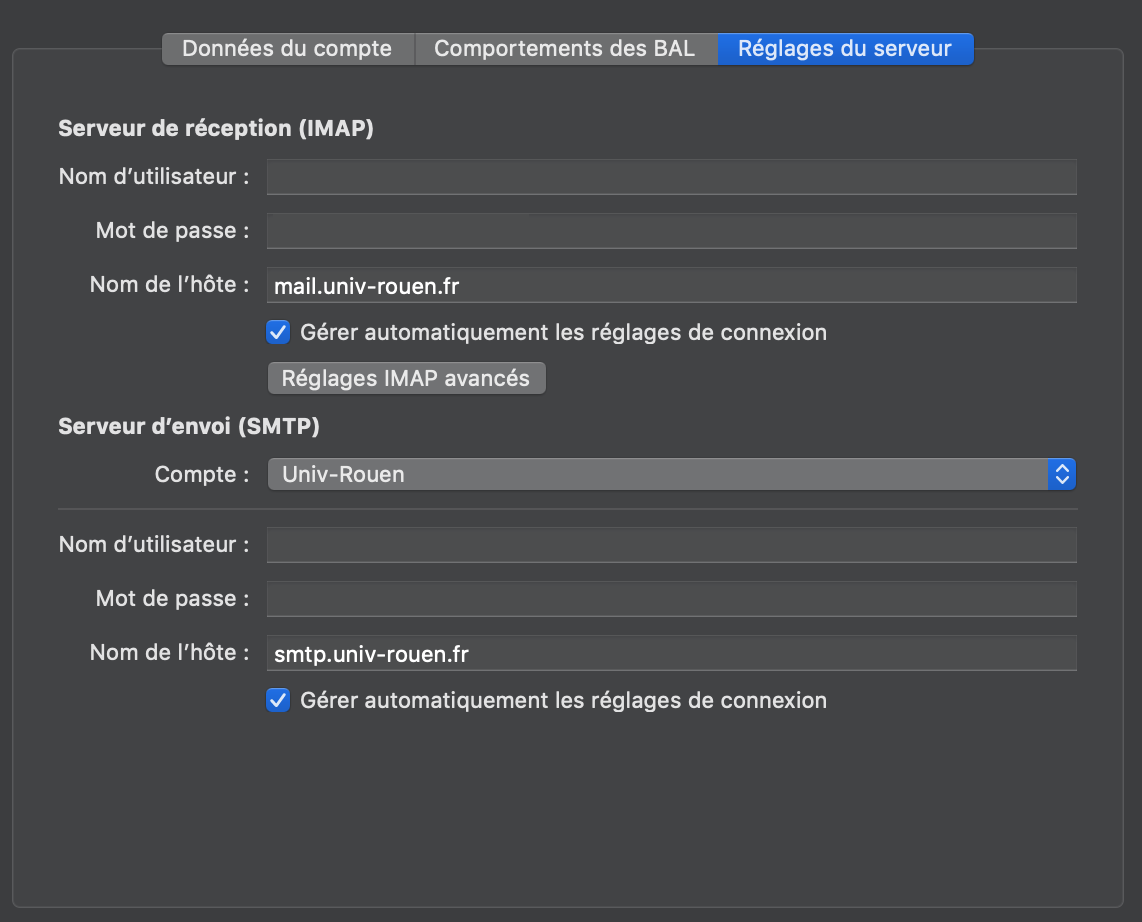 Données du compte Comportements des BAL Réglages du serveur
Serveur de réception (IMAP)
Nom d’utilisateur :
Mot de passe :
Nom de l’hôte : mail.univ-rouen.fr
Gérer automatiquement les réglages de connexion
Réglages IMAP avancés
Serveur d’envoi (SMTP)
Compte : Univ-Rouen
Nom d’utilisateur :
Mot de passe :
Nom de l’hôte : smtp.univ-rouen.fr
Gérer automatiquement les réglages de connexion